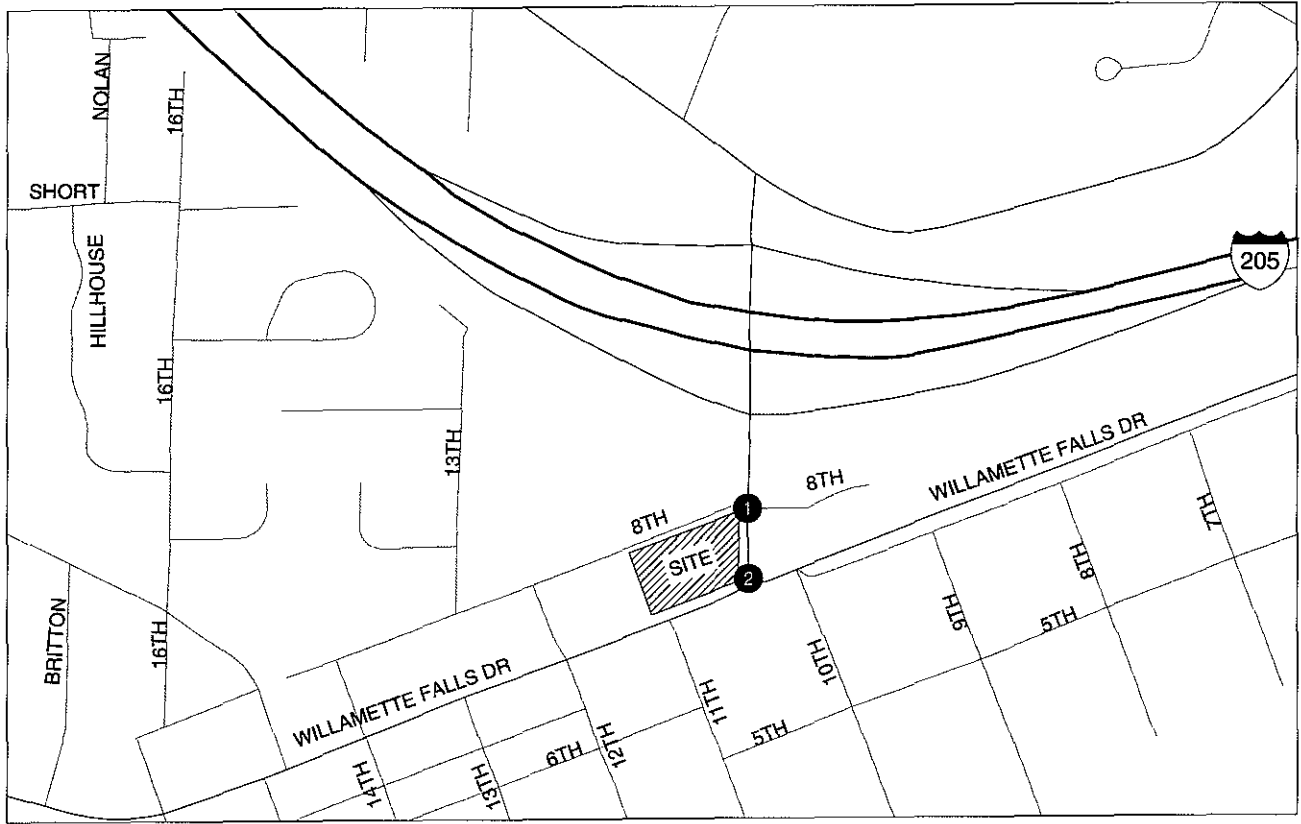 NOLAN
16TH
SHORT
HILLHOUSE
205
16TH
13TH
8TH
WILLAMETTE FALLS DR
1
8TH
7TH
SITE
2
8TH
BRITTON
16TH
9TH
5TH
10TH
WILLAMETTE FALLS DR
11TH
5TH
12TH
6TH
14TH
13TH